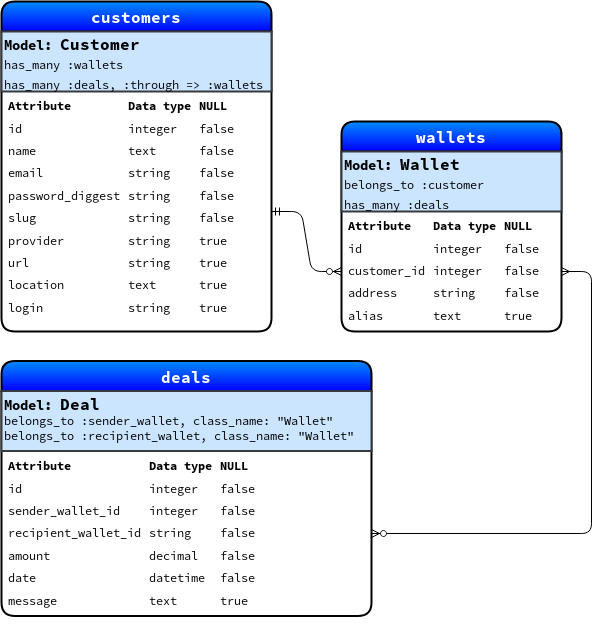 customers
Model: Customer
has_many :wallets
has_many :deals, :through => :wallets
Attribute Data type NULL
id integer false
name text false
email string false
password_diggest string false
slug string false
provider string true
url string true
location text true
login string true
wallets
Model: Wallet
belongs_to :customer
has_many :deals
Attribute Data type NULL
id integer false
customer_id integer false
address string false
alias text true
deals
Model: Deal
belongs_to :sender_wallet, class_name: "Wallet"
belongs_to :recipient_wallet, class_name: "Wallet"
Attribute Data type NULL
id integer false
sender_wallet_id integer false
recipient_wallet_id string false
amount decimal false
date datetime false
message text true